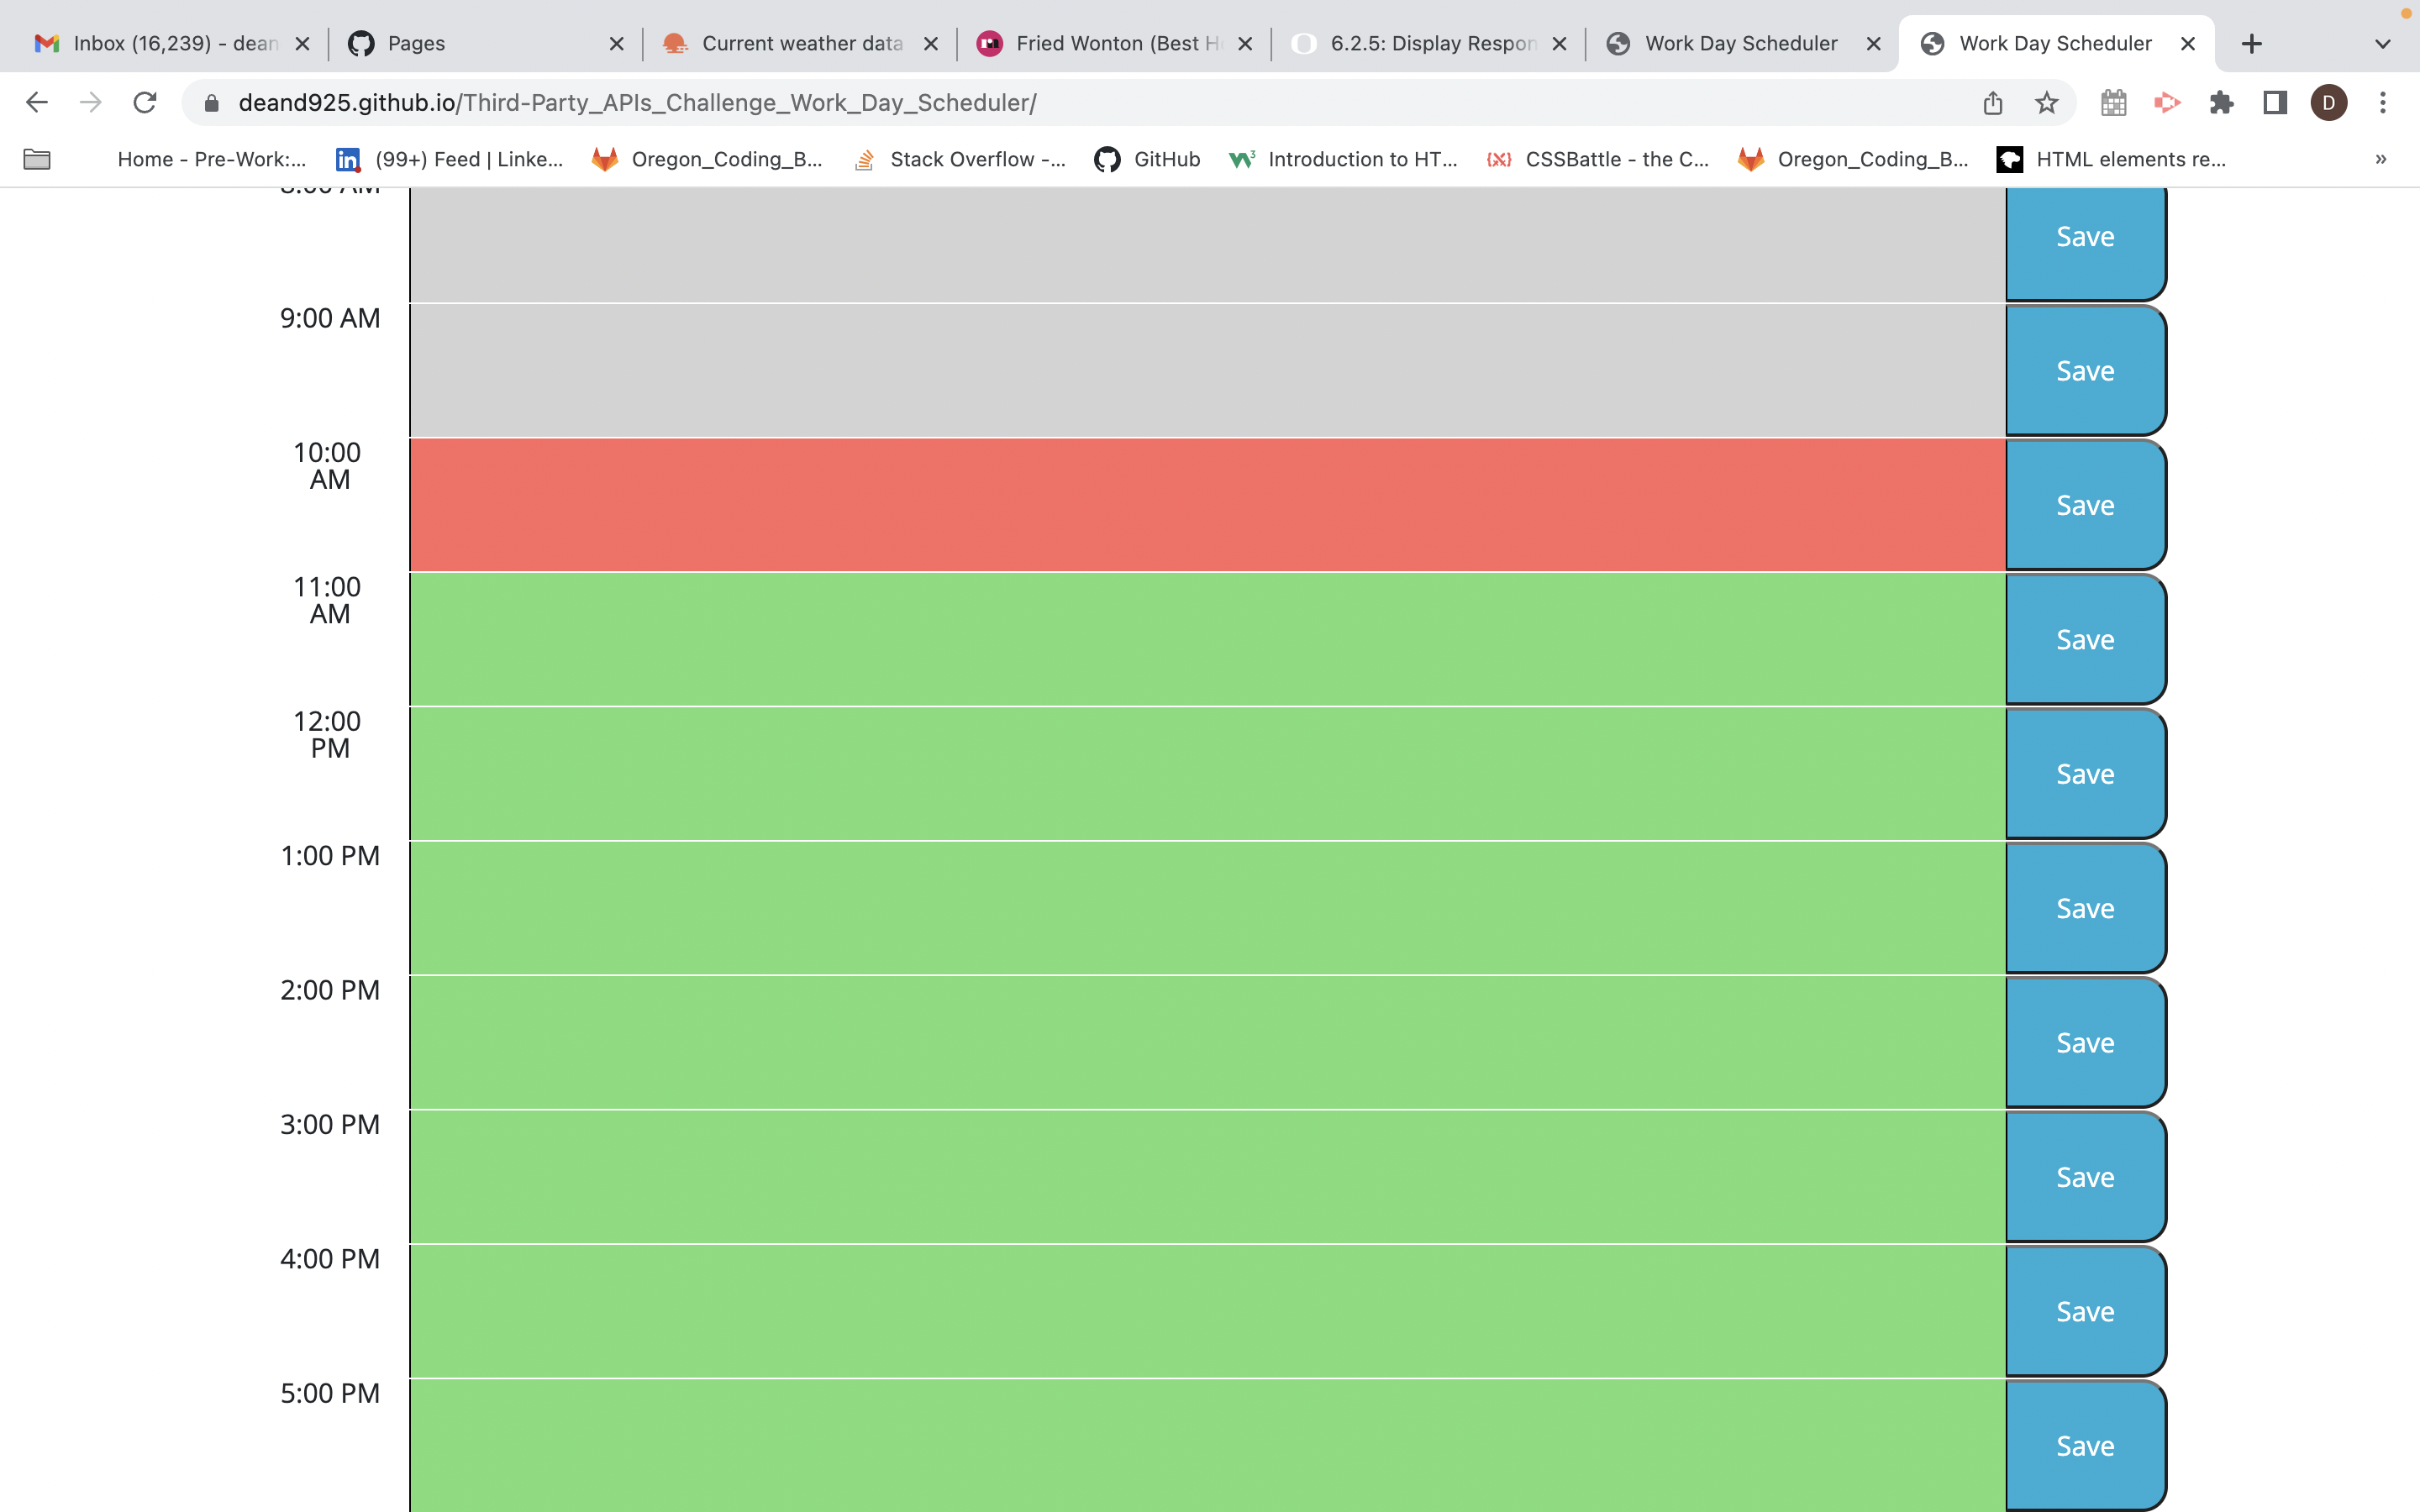 Inbox (16,239) - dean
Pages
Current weather data
Fried Wonton (Best H
6.2.5: Display Respon
Work Day Scheduler
Work Day Scheduler
deand925.github.io/Third-Party_APIs_Challenge_Work_Day_Scheduler/
D
Home - Pre-Work:...
in (99+) Feed | Linke...
Oregon_Coding_B...
Stack Overflow -...
GitHub
Introduction to HT...
CSSBattle - the C...
Oregon_Coding_B...
HTML elements re...
»
8:00 AM
Save
9:00 AM
Save
10:00
AM
Save
11:00
AM
Save
12:00
PM
Save
1:00 PM
Save
2:00 PM
Save
3:00 PM
Save
4:00 PM
Save
5:00 PM
Save